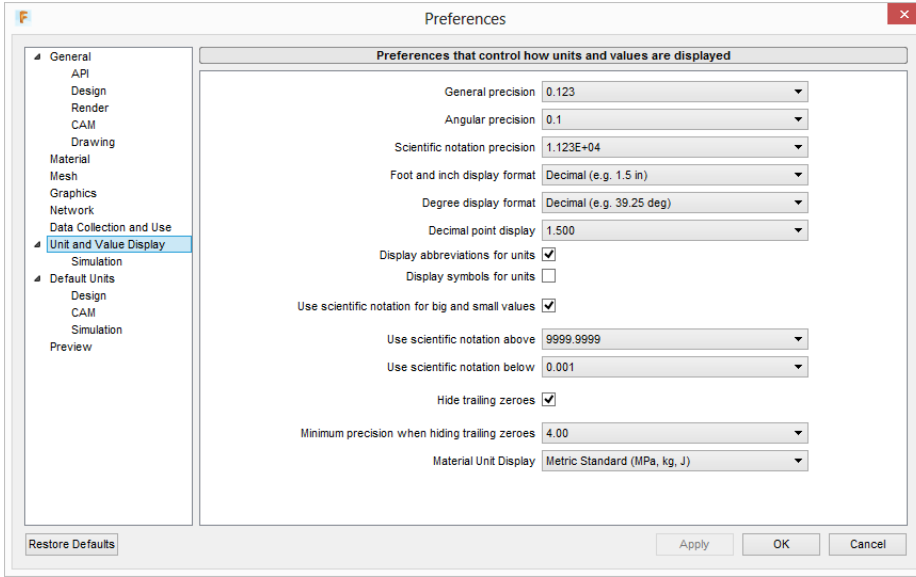 F
Preferences
General
API
Design
Render
CAM
Drawing
Material
Mesh
Graphics
Network
Data Collection and Use
Unit and Value Display
Simulation
Default Units
Design
CAM
Simulation
Preview
Preferences that control how units and values are displayed
General precision 0.123
Angular precision 0.1
Scientific notation precision 1.123E+04
Foot and inch display format Decimal (e.g. 1.5 in)
Degree display format Decimal (e.g. 39.25 deg)
Decimal point display 1.500
Display abbreviations for units
Display symbols for units
Use scientific notation for big and small values
Use scientific notation above 9999.9999
Use scientific notation below 0.001
Hide trailing zeroes
Minimum precision when hiding trailing zeroes 4.00
Material Unit Display Metric Standard (MPa, kg, J)
Restore Defaults
Apply
OK
Cancel